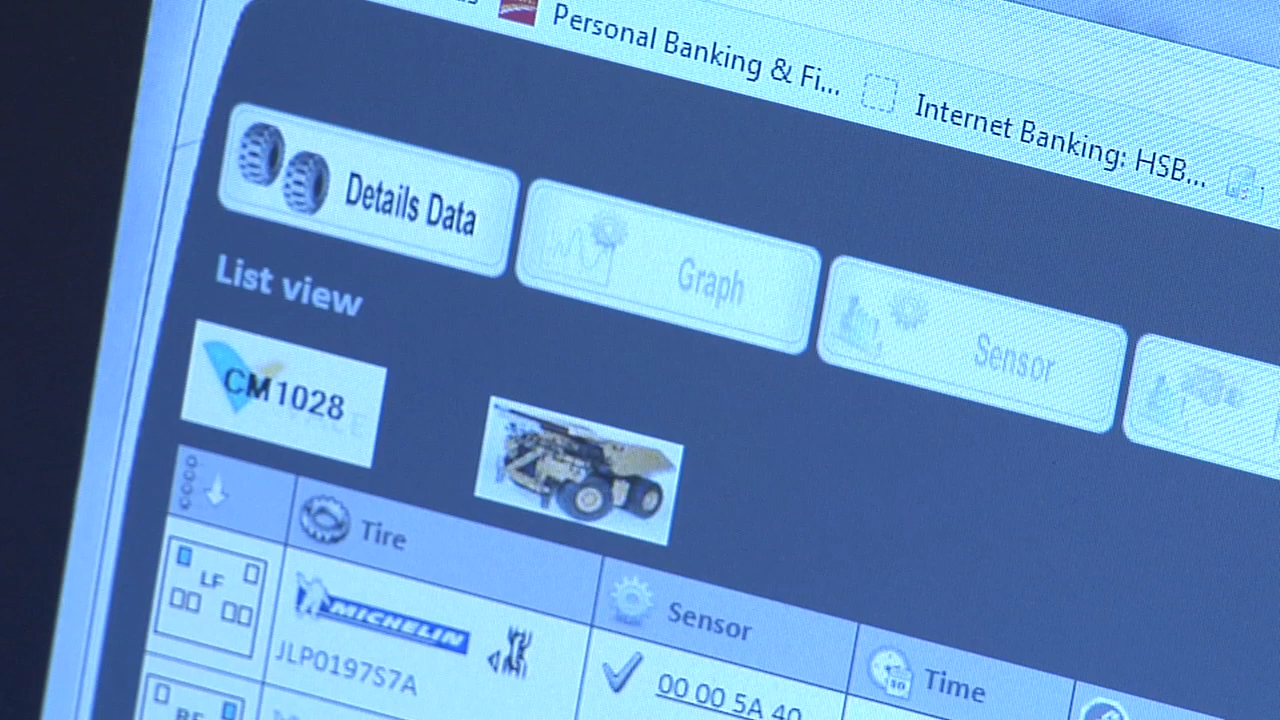 Personal Banking & Fi...
Internet Banking: HSB...
Details Data
Graph
Sensor
List view
CM1028
Tire
Sensor
Time
LF
MICHELIN
JLP0197S7A
00 00 5A 40